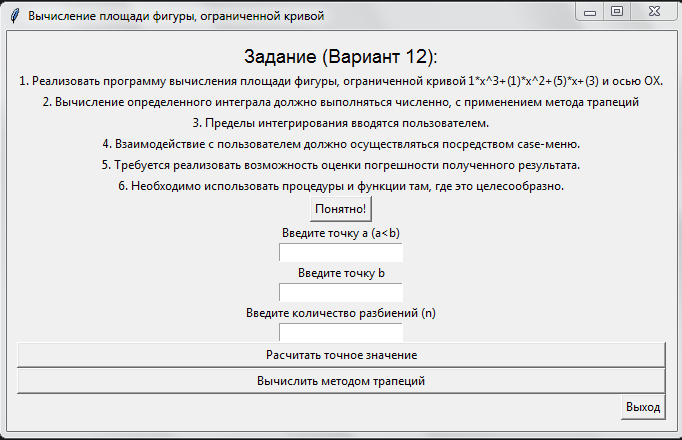 Вычисление площади фигуры, ограниченной кривой
Задание (Вариант 12):
1. Реализовать программу вычисления площади фигуры, ограниченной кривой 1*x^3+(1)*x^2+(5)*x+(3) и осью OX.
2. Вычисление определенного интеграла должно выполняться численно, с применением метода трапеций
3. Пределы интегрирования вводятся пользователем.
4. Взаимодействие с пользователем должно осуществляться посредством case-меню.
5. Требуется реализовать возможность оценки погрешности полученного результата.
6. Необходимо использовать процедуры и функции там, где это целесообразно.
Понятно!
Введите точку a (a<b)
Введите точку b
Введите количество разбиений (n)
Расчитать точное значение
Вычислить методом трапеций
Выход